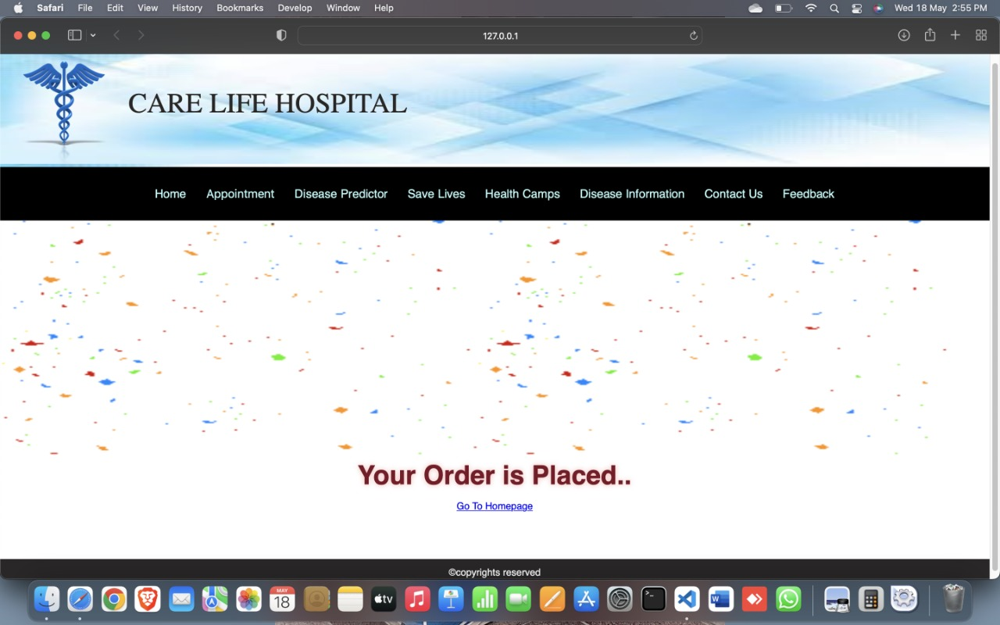 Safari File Edit View History Bookmarks Develop Window Help Wed 18 May 2:55 PM
127.0.0.1
CARE LIFE HOSPITAL
Home Appointment Disease Predictor Save Lives Health Camps Disease Information Contact Us Feedback
Your Order is Placed..
Go To Homepage
©copyrights reserved
MAY
18
tv